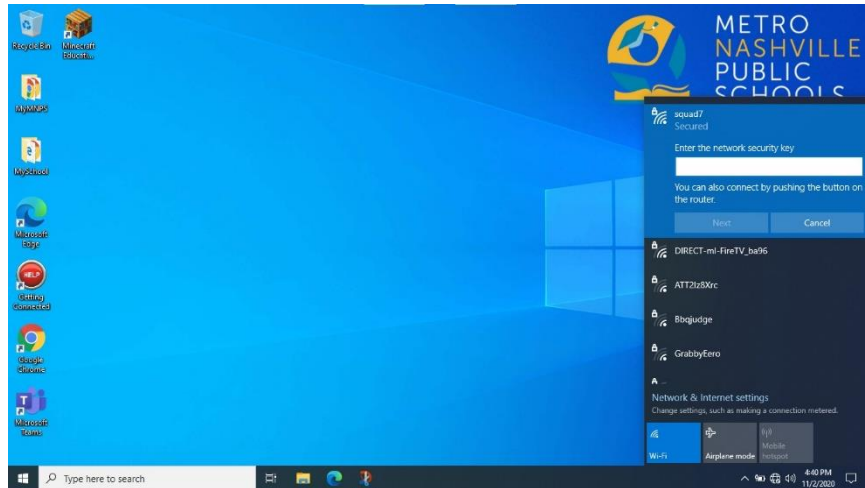 Recycle Bin
Minecraft
Educati...
MyMNPS
MySchool
Microsoft
Edge
Getting
Connected
Google
Chrome
Microsoft
Teams
METRO
NASHVILLE
PUBLIC
SCHOOLS
squad7
Secured
Enter the network security key
You can also connect by pushing the button on
the router.
Next
Cancel
DIRECT-ml-FireTV_ba96
Bbqjudge
GrabbyEero
Network & Internet settings
Change settings, such as making a connection metered.
Wi-Fi
Airplane mode
Mobile
hotspot
Type here to search
4:40 PM
11/2/2020
HELP